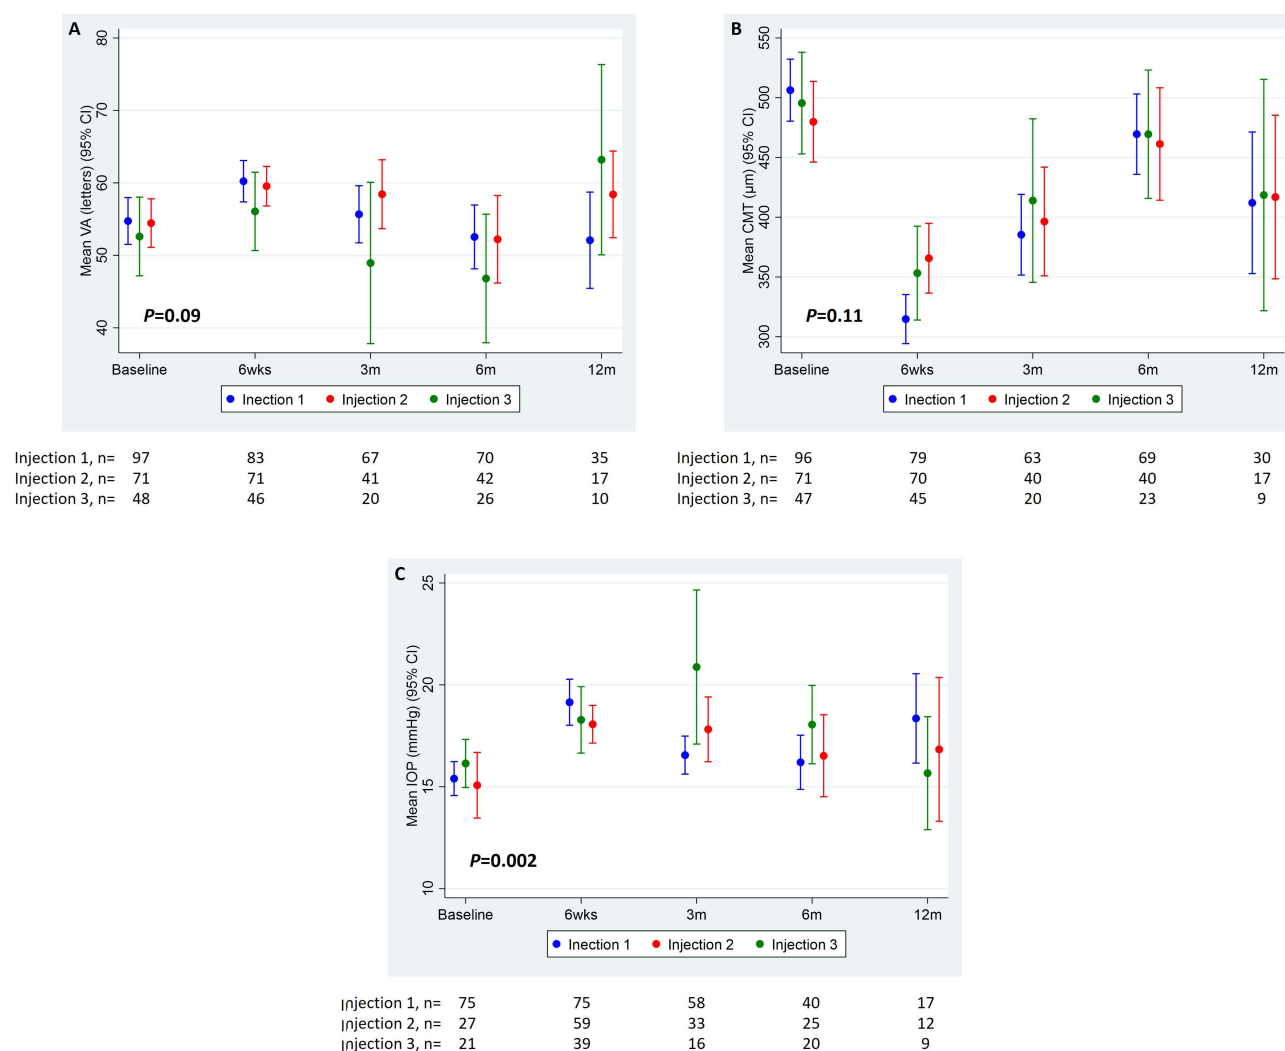 A
Mean VA (letters) (95% CI)
80
70
60
50
40
P=0.09
Baseline 6wks 3m 6m 12m
Inection 1 Injection 2 Injection 3
Injection 1, n= 97 83 67 70 35
Injection 2, n= 71 71 41 42 17
Injection 3, n= 48 46 20 26 10
B
Mean CMT (µm) (95% CI)
550
500
450
400
350
300
P=0.11
Baseline 6wks 3m 6m 12m
Inection 1 Injection 2 Injection 3
Injection 1, n= 96 79 63 69 30
Injection 2, n= 71 70 40 40 17
Injection 3, n= 47 45 20 23 9
C
Mean IOP (mmHg) (95% CI)
25
20
15
10
P=0.002
Baseline 6wks 3m 6m 12m
Inection 1 Injection 2 Injection 3
Injection 1, n= 75 75 58 40 17
Injection 2, n= 27 59 33 25 12
Injection 3, n= 21 39 16 20 9